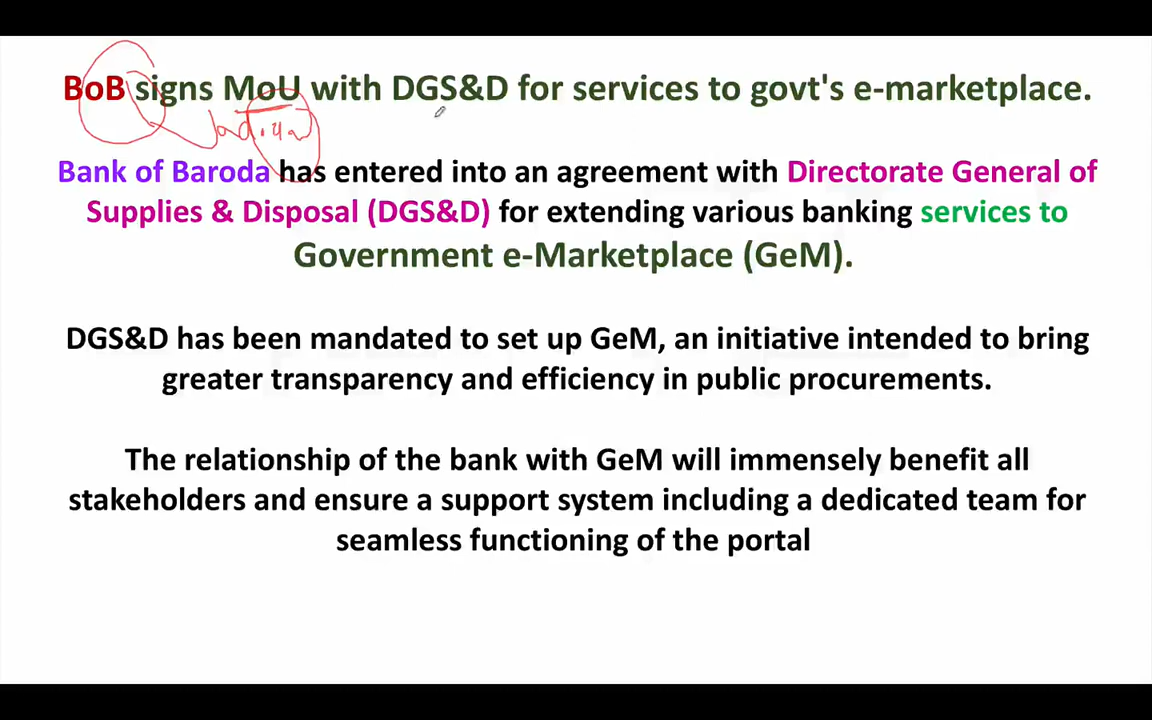 BoB signs MoU with DGS&D for services to govt's e-marketplace.
Bank of Baroda has entered into an agreement with Directorate General of
Supplies & Disposal (DGS&D) for extending various banking services to
Government e-Marketplace (GeM).
DGS&D has been mandated to set up GeM, an initiative intended to bring
greater transparency and efficiency in public procurements.
The relationship of the bank with GeM will immensely benefit all
stakeholders and ensure a support system including a dedicated team for
seamless functioning of the portal